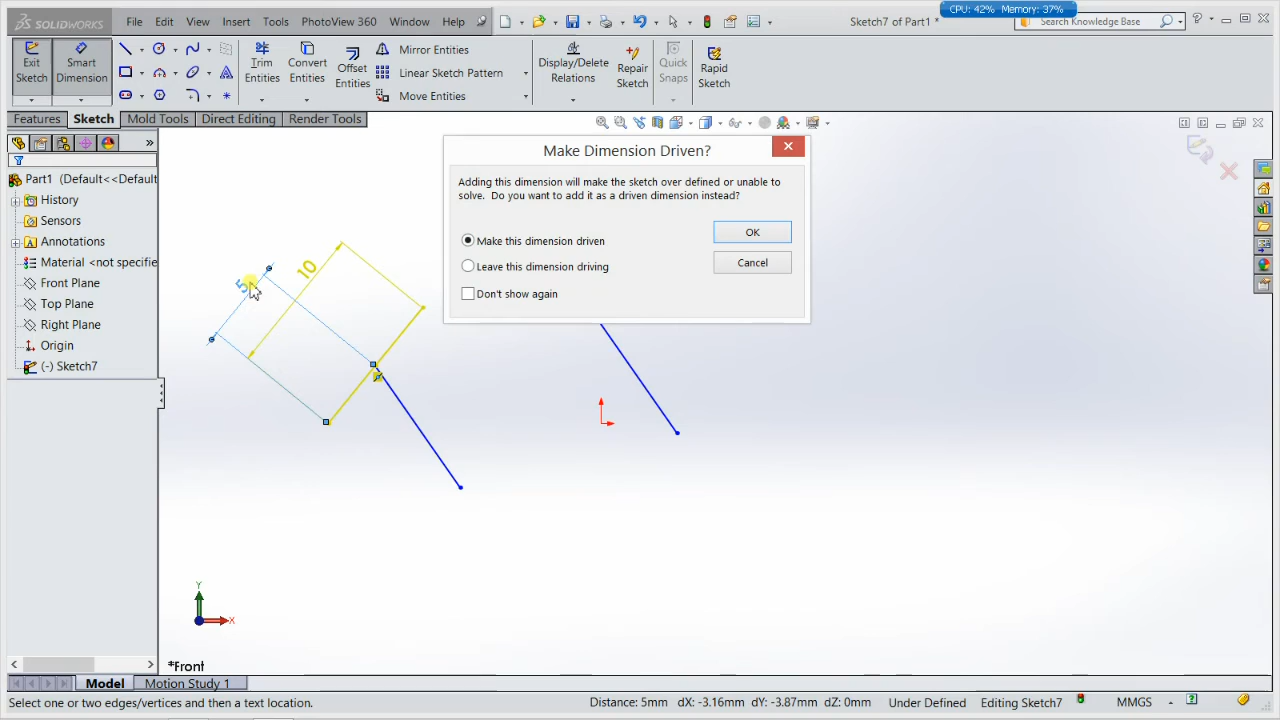 CPU: 42% Memory: 37%
SOLIDWORKS File Edit View Insert Tools PhotoView 360 Window Help Sketch7 of Part1 * Search Knowledge Base
Exit Sketch
Smart Dimension
Trim Entities
Convert Entities
Offset Entities
Mirror Entities
Linear Sketch Pattern
Move Entities
Display/Delete Relations
Repair Sketch
Quick Snaps
Rapid Sketch
Features Sketch Mold Tools Direct Editing Render Tools
Part1 (Default<<Default
History
Sensors
Annotations
Material <not specifie
Front Plane
Top Plane
Right Plane
Origin
(-) Sketch7
Make Dimension Driven?
Adding this dimension will make the sketch over defined or unable to
solve. Do you want to add it as a driven dimension instead?
Make this dimension driven
Leave this dimension driving
Don't show again
OK
Cancel
5
10
Y
X
*Front
Model Motion Study 1
Select one or two edges/vertices and then a text location. Distance: 5mm dX: -3.16mm dY: -3.87mm dZ: 0mm Under Defined Editing Sketch7 MMGS